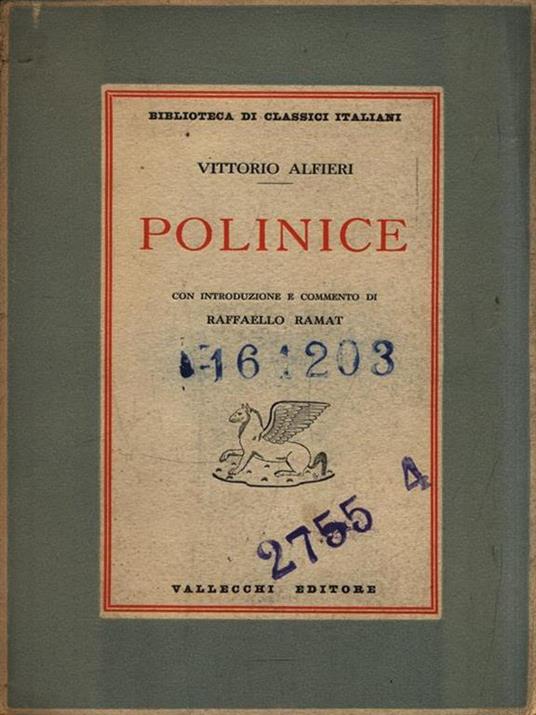 BIBLIOTECA DI CLASSICI ITALIANI
VITTORIO ALFIERI
POLINICE
CON INTRODUZIONE E COMMENTO DI
RAFFAELLO RAMAT
161203
2755 4
VALLECCHI EDITORE